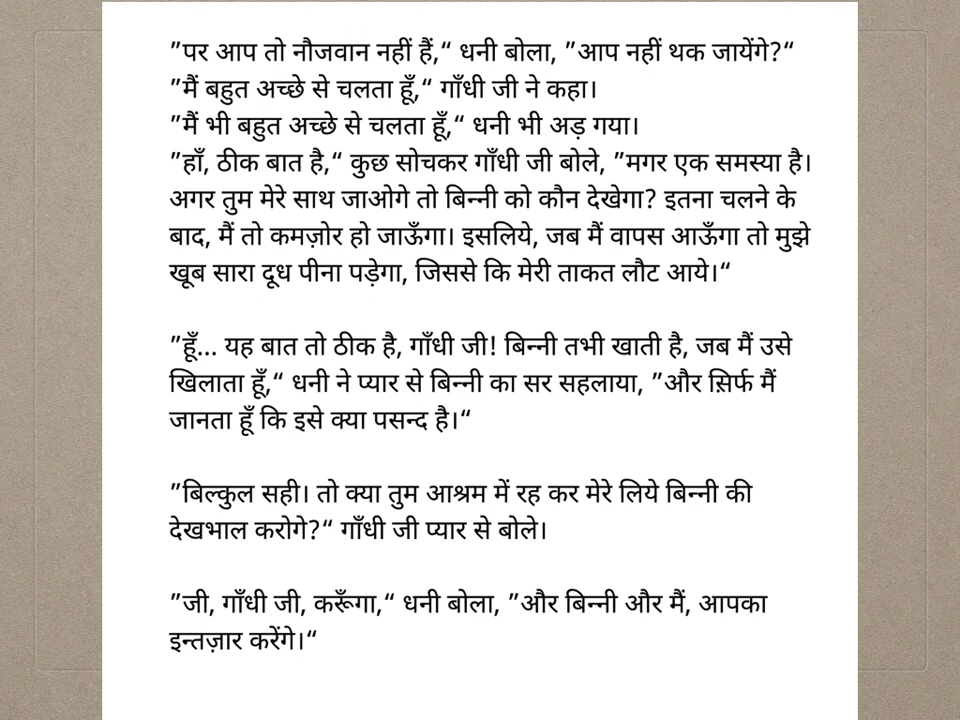 ”पर आप तो नौजवान नहीं हैं,“ धनी बोला, ”आप नहीं थक जायेंगे?“
”मैं बहुत अच्छे से चलता हूँ,“ गाँधी जी ने कहा।
”मैं भी बहुत अच्छे से चलता हूँ,“ धनी भी अड़ गया।
”हाँ, ठीक बात है,“ कुछ सोचकर गाँधी जी बोले, ”मगर एक समस्या है।
अगर तुम मेरे साथ जाओगे तो बिन्नी को कौन देखेगा? इतना चलने के
बाद, मैं तो कमज़ोर हो जाऊँगा। इसलिये, जब मैं वापस आऊँगा तो मुझे
खूब सारा दूध पीना पड़ेगा, जिससे कि मेरी ताकत लौट आये।“
”हूँ... यह बात तो ठीक है, गाँधी जी! बिन्नी तभी खाती है, जब मैं उसे
खिलाता हूँ,“ धनी ने प्यार से बिन्नी का सर सहलाया, ”और स़िर्फ मैं
जानता हूँ कि इसे क्या पसन्द है।“
”बिल्कुल सही। तो क्या तुम आश्रम में रह कर मेरे लिये बिन्नी की
देखभाल करोगे?“ गाँधी जी प्यार से बोले।
”जी, गाँधी जी, करूँगा,“ धनी बोला, ”और बिन्नी और मैं, आपका
इन्तज़ार करेंगे।“